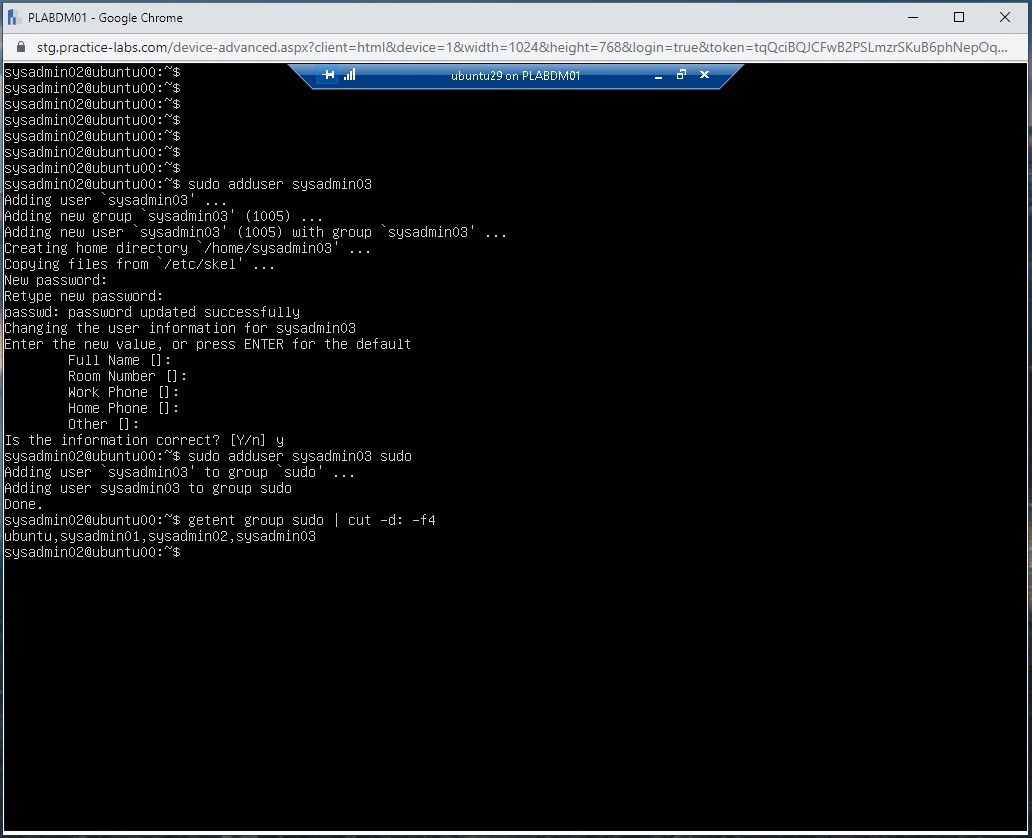 PLABDM01 - Google Chrome
stg.practice-labs.com/device-advanced.aspx?client=html&device=1&width=1024&height=768&login=true&token=tqQciBQJCFwB2PSLmzrSKuB6phNepOq...
ubuntu29 on PLABDM01
sysadmin02@ubuntu00:~$
sysadmin02@ubuntu00:~$
sysadmin02@ubuntu00:~$
sysadmin02@ubuntu00:~$
sysadmin02@ubuntu00:~$
sysadmin02@ubuntu00:~$
sysadmin02@ubuntu00:~$
sysadmin02@ubuntu00:~$ sudo adduser sysadmin03
Adding user `sysadmin03' ...
Adding new group `sysadmin03' (1005) ...
Adding new user `sysadmin03' (1005) with group `sysadmin03' ...
Creating home directory `/home/sysadmin03' ...
Copying files from `/etc/skel' ...
New password:
Retype new password:
passwd: password updated successfully
Changing the user information for sysadmin03
Enter the new value, or press ENTER for the default
Full Name []:
Room Number []:
Work Phone []:
Home Phone []:
Other []:
Is the information correct? [Y/n] y
sysadmin02@ubuntu00:~$ sudo adduser sysadmin03 sudo
Adding user `sysadmin03' to group `sudo' ...
Adding user sysadmin03 to group sudo
Done.
sysadmin02@ubuntu00:~$ getent group sudo | cut -d: -f4
ubuntu,sysadmin01,sysadmin02,sysadmin03
sysadmin02@ubuntu00:~$